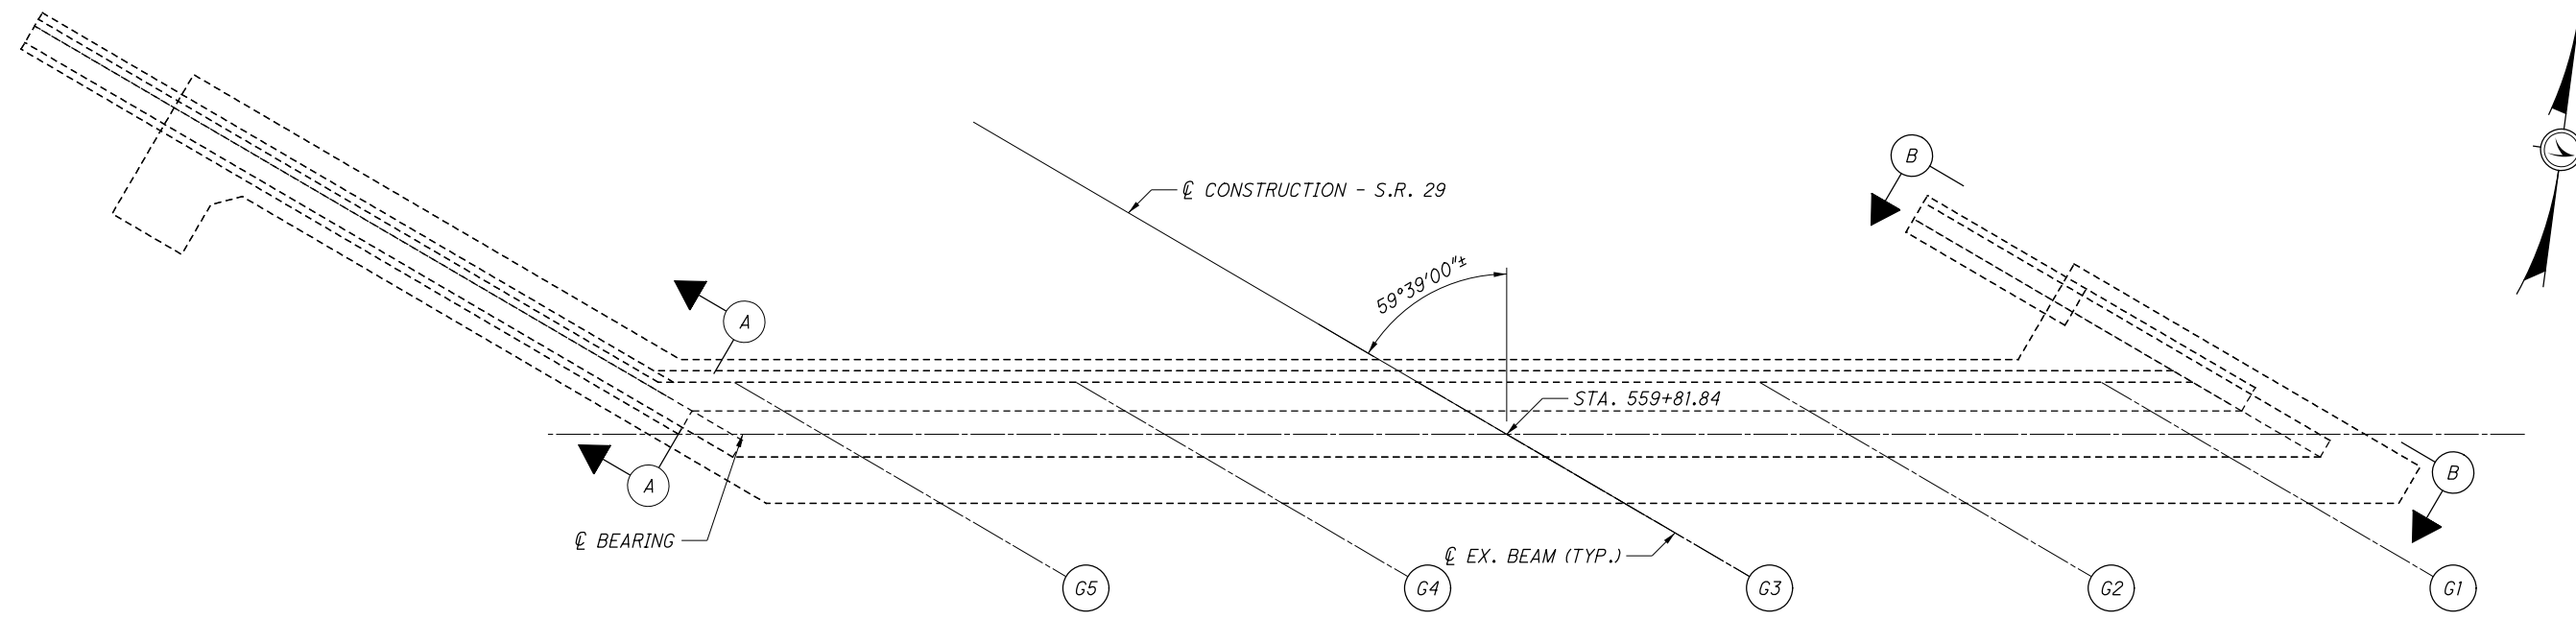 B
℄ CONSTRUCTION - S.R. 29
59°39'00"±
A
STA. 559+81.84
B
A
℄ BEARING
℄ EX. BEAM (TYP.)
G5
G4
G3
G2
G1